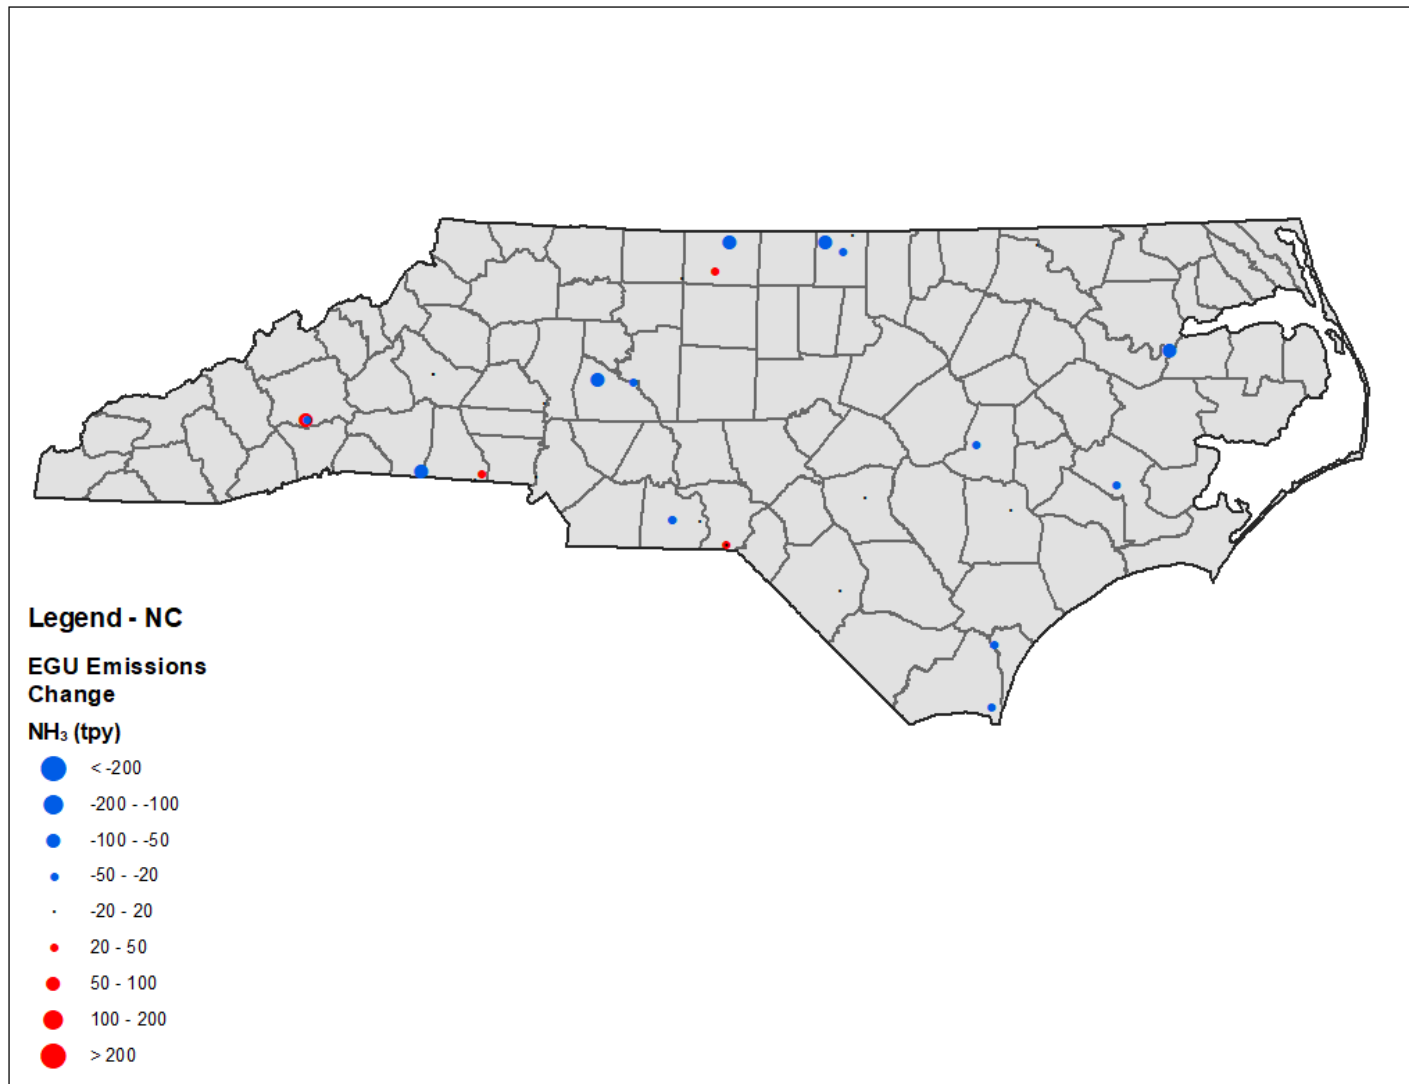 Legend - NC
EGU Emissions
Change
NH₃ (tpy)
< -200
-200 - -100
-100 - -50
-50 - -20
-20 - 20
20 - 50
50 - 100
100 - 200
> 200